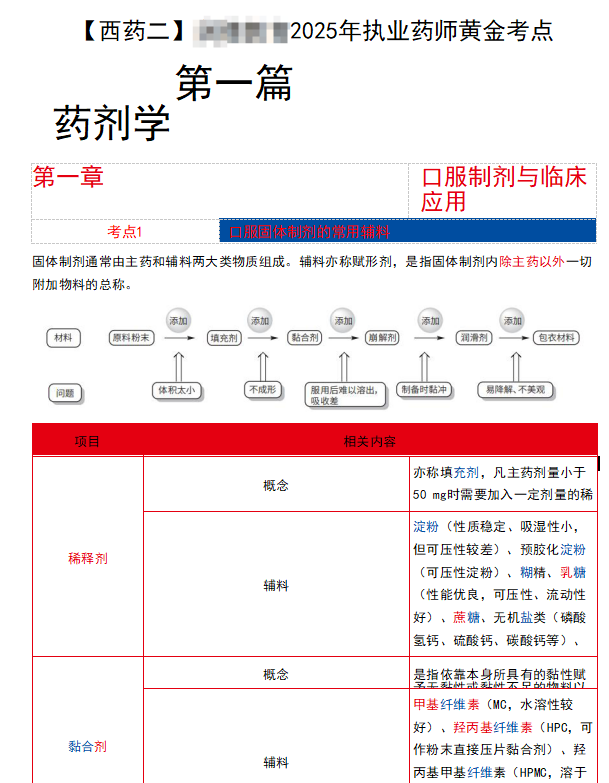 【西药二】2025年执业药师黄金考点
第一篇
药剂学
第一章
口服制剂与临床
应用
考点1
口服固体制剂的常用辅料
固体制剂通常由主药和辅料两大类物质组成。辅料亦称赋形剂，是指固体制剂内除主药以外一切
附加物料的总称。
添加 添加 添加 添加 添加
材料 原料粉末 填充剂 黏合剂 崩解剂 润滑剂 包衣材料
问题 体积太小 不成形 服用后难以溶出， 制备时黏冲 易降解、不美观
吸收差
项目 相关内容
稀释剂
概念
亦称填充剂，凡主药剂量小于
50 mg时需要加入一定剂量的稀
辅料
淀粉（性质稳定、吸湿性小，
但可压性较差）、预胶化淀粉
（可压性淀粉）、糊精、乳糖
（性能优良，可压性、流动性
好）、蔗糖、无机盐类（磷酸
氢钙、硫酸钙、碳酸钙等）、
黏合剂
概念
是指依靠本身所具有的黏性赋
予无黏性或黏性不足的物料以
辅料
甲基纤维素（MC，水溶性较
好）、羟丙基纤维素（HPC，可
作粉末直接压片黏合剂）、羟
丙基甲基纤维素（HPMC，溶于